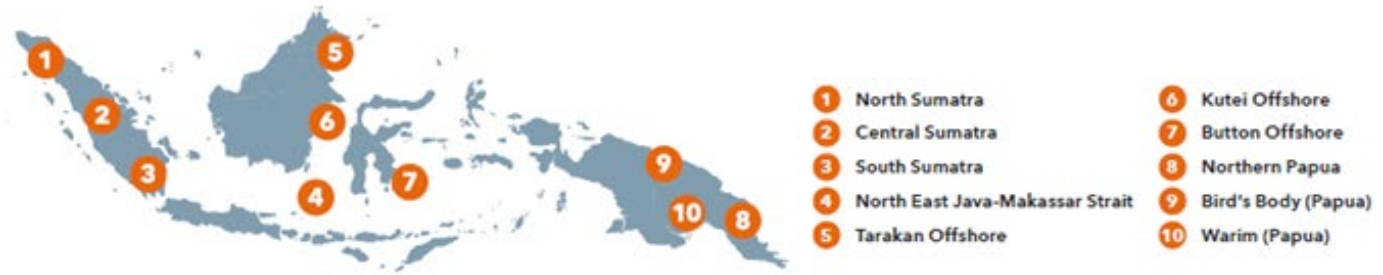 1
2
3
4
5
6
7
8
9
10
1 North Sumatra
2 Central Sumatra
3 South Sumatra
4 North East Java-Makassar Strait
5 Tarakan Offshore
6 Kutei Offshore
7 Button Offshore
8 Northern Papua
9 Bird's Body (Papua)
10 Warim (Papua)